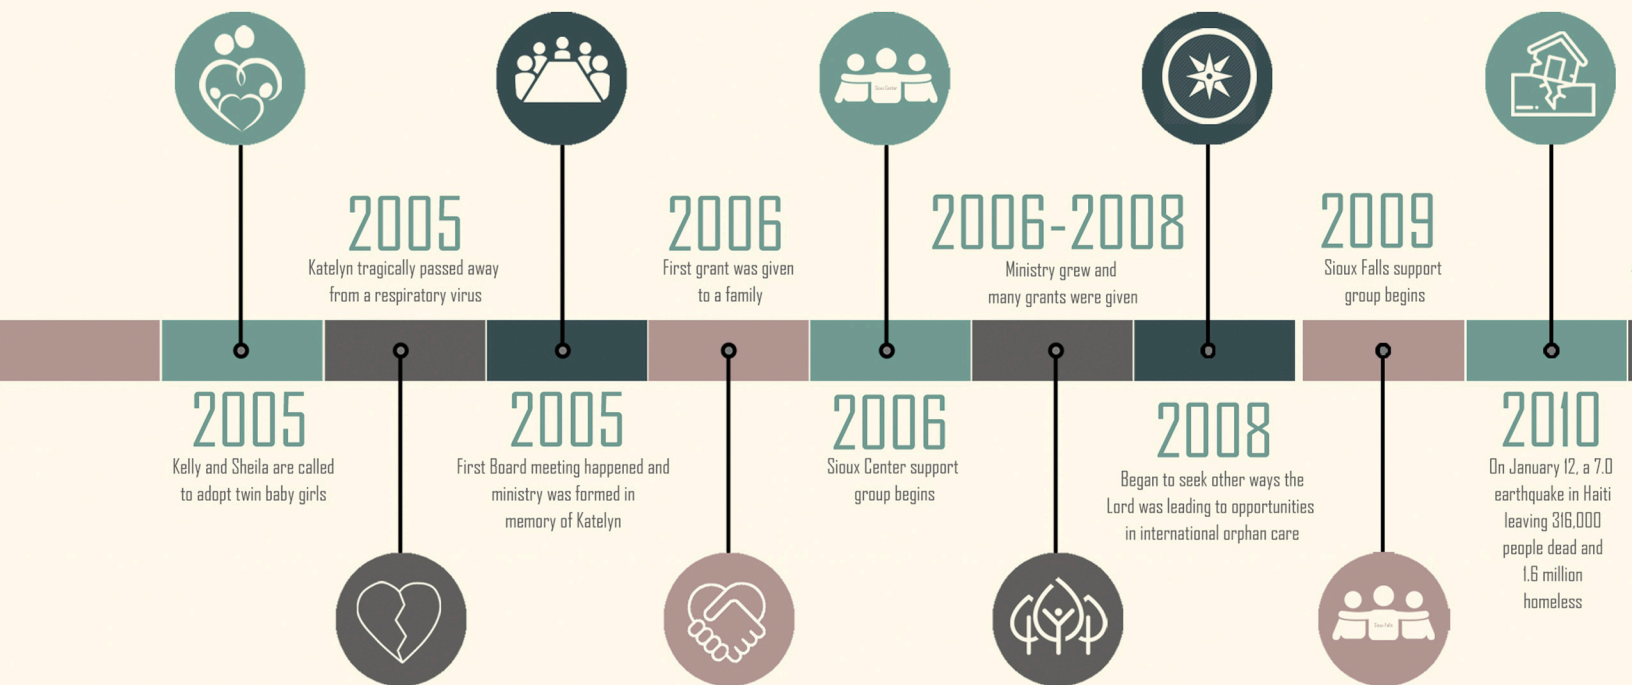 2005
Kelly and Sheila are called
to adopt twin baby girls
2005
Katelyn tragically passed away
from a respiratory virus
2005
First Board meeting happened and
ministry was formed in
memory of Katelyn
2006
First grant was given
to a family
Sioux Center
2006
Sioux Center support
group begins
2006-2008
Ministry grew and
many grants were given
2008
Began to seek other ways the
Lord was leading to opportunities
in international orphan care
2009
Sioux Falls support
group begins
Sioux Falls
2010
On January 12, a 7.0
earthquake in Haiti
leaving 316,000
people dead and
1.6 million
homeless